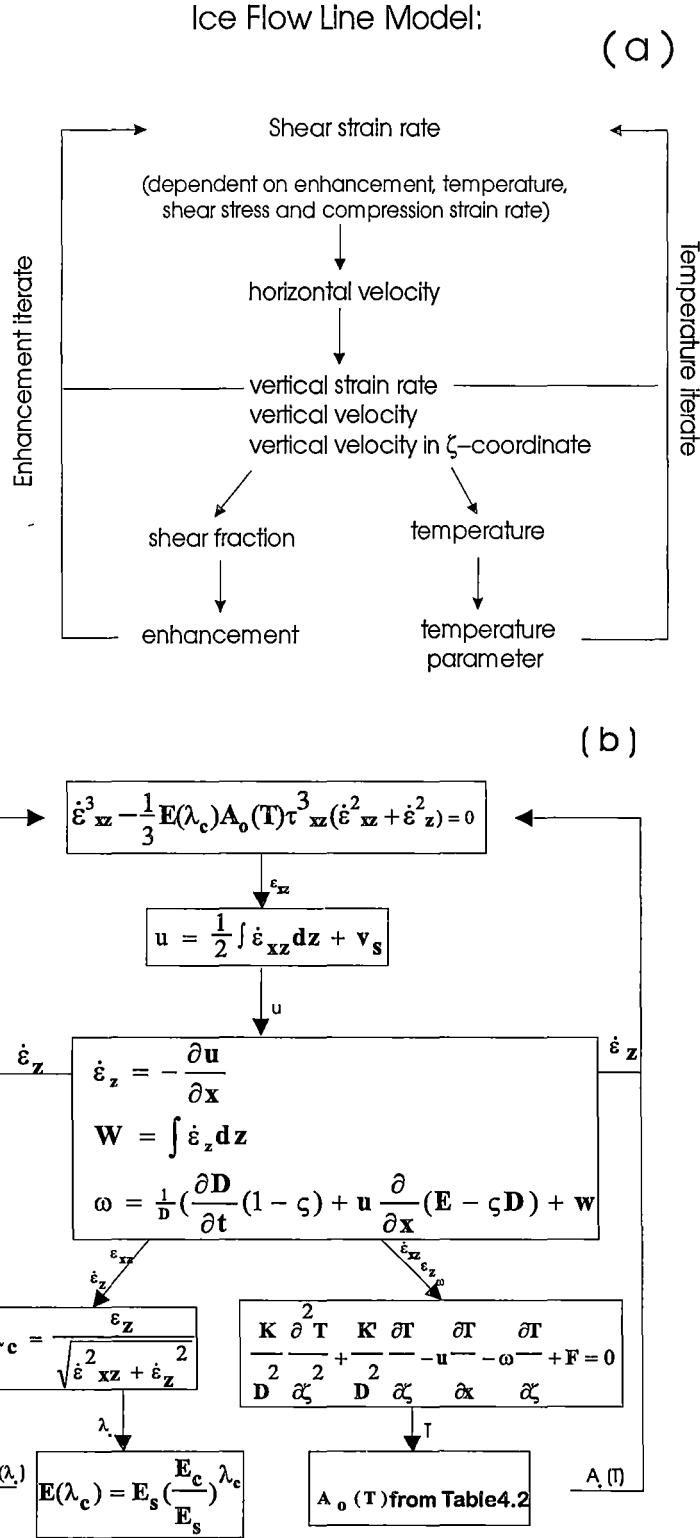 Ice Flow Line Model:
(a)
Shear strain rate
(dependent on enhancement, temperature,
shear stress and compression strain rate)
horizontal velocity
Enhancement iterate
Temperature iterate
vertical strain rate
vertical velocity
vertical velocity in ζ–coordinate
shear fraction
temperature
enhancement
temperature
parameter
(b)
ε̇³xz − 1/3 E(λc)Ao(T)τ³xz(ε̇²xz + ε̇²z) = 0
εxz
u = 1/2 ∫ ε̇xz dz + vs
u
ε̇z
ε̇z = − ∂u/∂x
ε̇z
W = ∫ ε̇z dz
ω = 1/D (∂D/∂t (1 − ς) + u ∂/∂x (E − ςD) + w
εxz
ε̇z
ε̇xz
εz
ω
c = εz / √(ε̇²xz + ε̇z²)
K/D² ∂²T/∂ζ² + K'/D² ∂T/∂ζ − u ∂T/∂x − ω ∂T/∂ζ + F = 0
λ.
T
(λ.)
E(λc) = Es(Ec/Es)^λc
Ao (T) from Table4.2
A.(T)